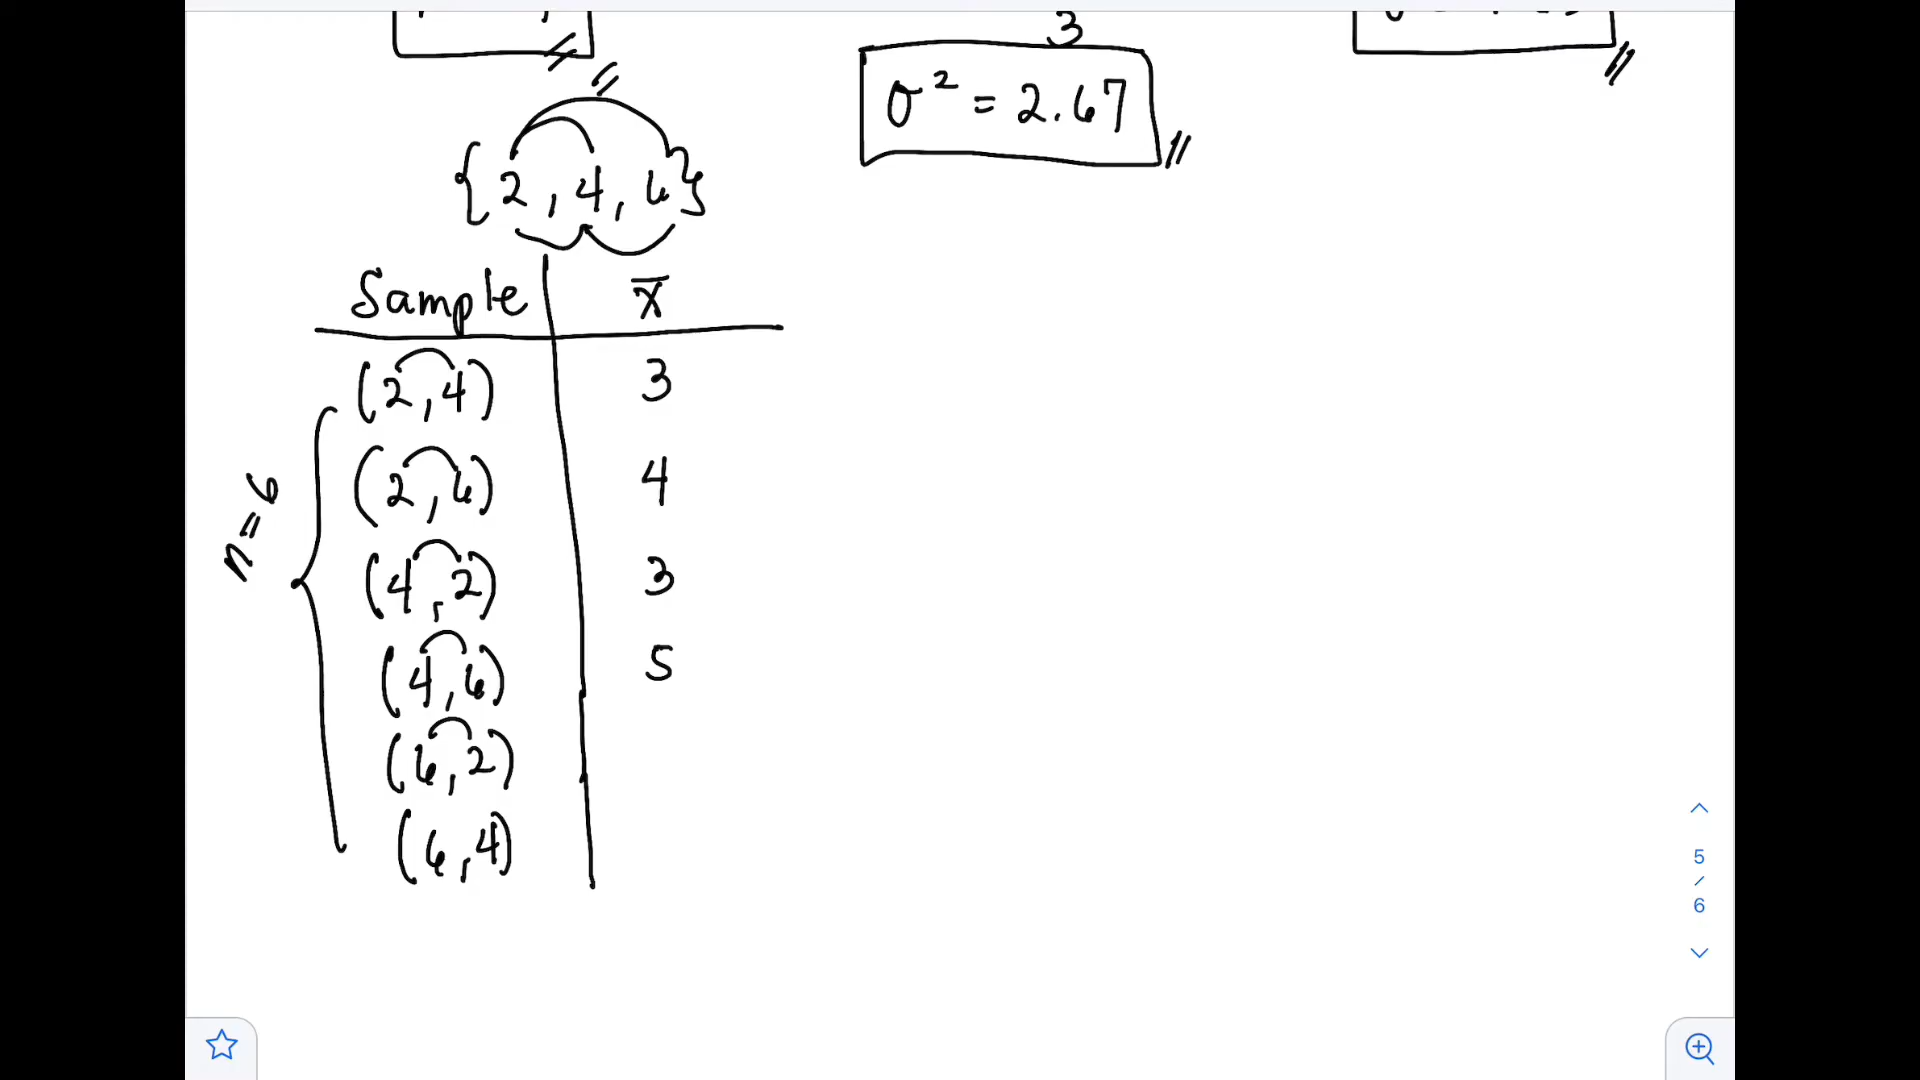 3
σ² = 2.67
{2, 4, 6}
Sample x̄
(2,4) 3
(2,6) 4
(4,2) 3
(4,6) 5
(6,2)
(6,4)
n=6
5
/
6